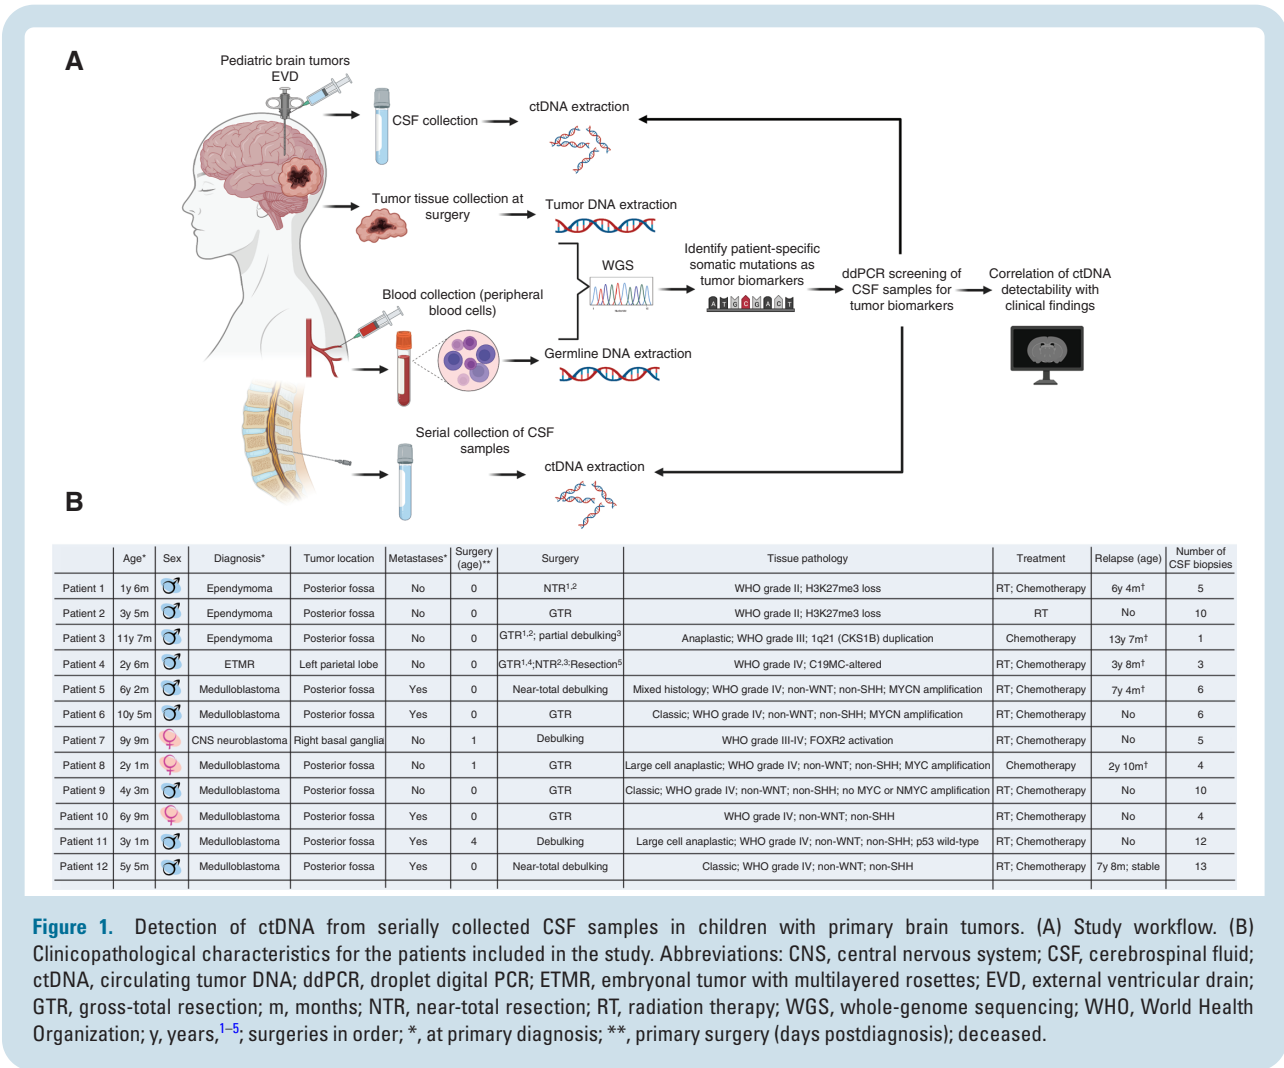 A
Pediatric brain tumors
EVD
CSF collection
ctDNA extraction
Tumor tissue collection at
surgery
Tumor DNA extraction
WGS
Identify patient-specific
somatic mutations as
tumor biomarkers
A T G C G A C T
ddPCR screening of
CSF samples for
tumor biomarkers
Correlation of ctDNA
detectability with
clinical findings
Blood collection (peripheral
blood cells)
Germline DNA extraction
Serial collection of CSF
samples
ctDNA extraction
B
Age* Sex Diagnosis* Tumor location Metastases* Surgery (age)** Surgery Tissue pathology Treatment Relapse (age) Number of CSF biopsies
Patient 1 1y 6m ♂ Ependymoma Posterior fossa No 0 NTR1,2 WHO grade II; H3K27me3 loss RT; Chemotherapy 6y 4m† 5
Patient 2 3y 5m ♂ Ependymoma Posterior fossa No 0 GTR WHO grade II; H3K27me3 loss RT No 10
Patient 3 11y 7m ♂ Ependymoma Posterior fossa No 0 GTR1,2; partial debulking3 Anaplastic; WHO grade III; 1q21 (CKS1B) duplication Chemotherapy 13y 7m† 1
Patient 4 2y 6m ♂ ETMR Left parietal lobe No 0 GTR1,4;NTR2,3;Resection5 WHO grade IV; C19MC-altered RT; Chemotherapy 3y 8m† 3
Patient 5 6y 2m ♂ Medulloblastoma Posterior fossa Yes 0 Near-total debulking Mixed histology; WHO grade IV; non-WNT; non-SHH; MYCN amplification RT; Chemotherapy 7y 4m† 6
Patient 6 10y 5m ♂ Medulloblastoma Posterior fossa Yes 0 GTR Classic; WHO grade IV; non-WNT; non-SHH; MYCN amplification RT; Chemotherapy No 6
Patient 7 9y 9m ♀ CNS neuroblastoma Right basal ganglia No 1 Debulking WHO grade III-IV; FOXR2 activation RT; Chemotherapy No 5
Patient 8 2y 1m ♀ Medulloblastoma Posterior fossa No 1 GTR Large cell anaplastic; WHO grade IV; non-WNT; non-SHH; MYC amplification Chemotherapy 2y 10m† 4
Patient 9 4y 3m ♂ Medulloblastoma Posterior fossa No 0 GTR Classic; WHO grade IV; non-WNT; non-SHH; no MYC or NMYC amplification RT; Chemotherapy No 10
Patient 10 6y 9m ♀ Medulloblastoma Posterior fossa Yes 0 GTR WHO grade IV; non-WNT; non-SHH RT; Chemotherapy No 4
Patient 11 3y 1m ♂ Medulloblastoma Posterior fossa Yes 4 Debulking Large cell anaplastic; WHO grade IV; non-WNT; non-SHH; p53 wild-type RT; Chemotherapy No 12
Patient 12 5y 5m ♂ Medulloblastoma Posterior fossa Yes 0 Near-total debulking Classic; WHO grade IV; non-WNT; non-SHH RT; Chemotherapy 7y 8m; stable 13
Figure 1. Detection of ctDNA from serially collected CSF samples in children with primary brain tumors. (A) Study workflow. (B)
Clinicopathological characteristics for the patients included in the study. Abbreviations: CNS, central nervous system; CSF, cerebrospinal fluid;
ctDNA, circulating tumor DNA; ddPCR, droplet digital PCR; ETMR, embryonal tumor with multilayered rosettes; EVD, external ventricular drain;
GTR, gross-total resection; m, months; NTR, near-total resection; RT, radiation therapy; WGS, whole-genome sequencing; WHO, World Health
Organization; y, years,1–5; surgeries in order; *, at primary diagnosis; **, primary surgery (days postdiagnosis); deceased.